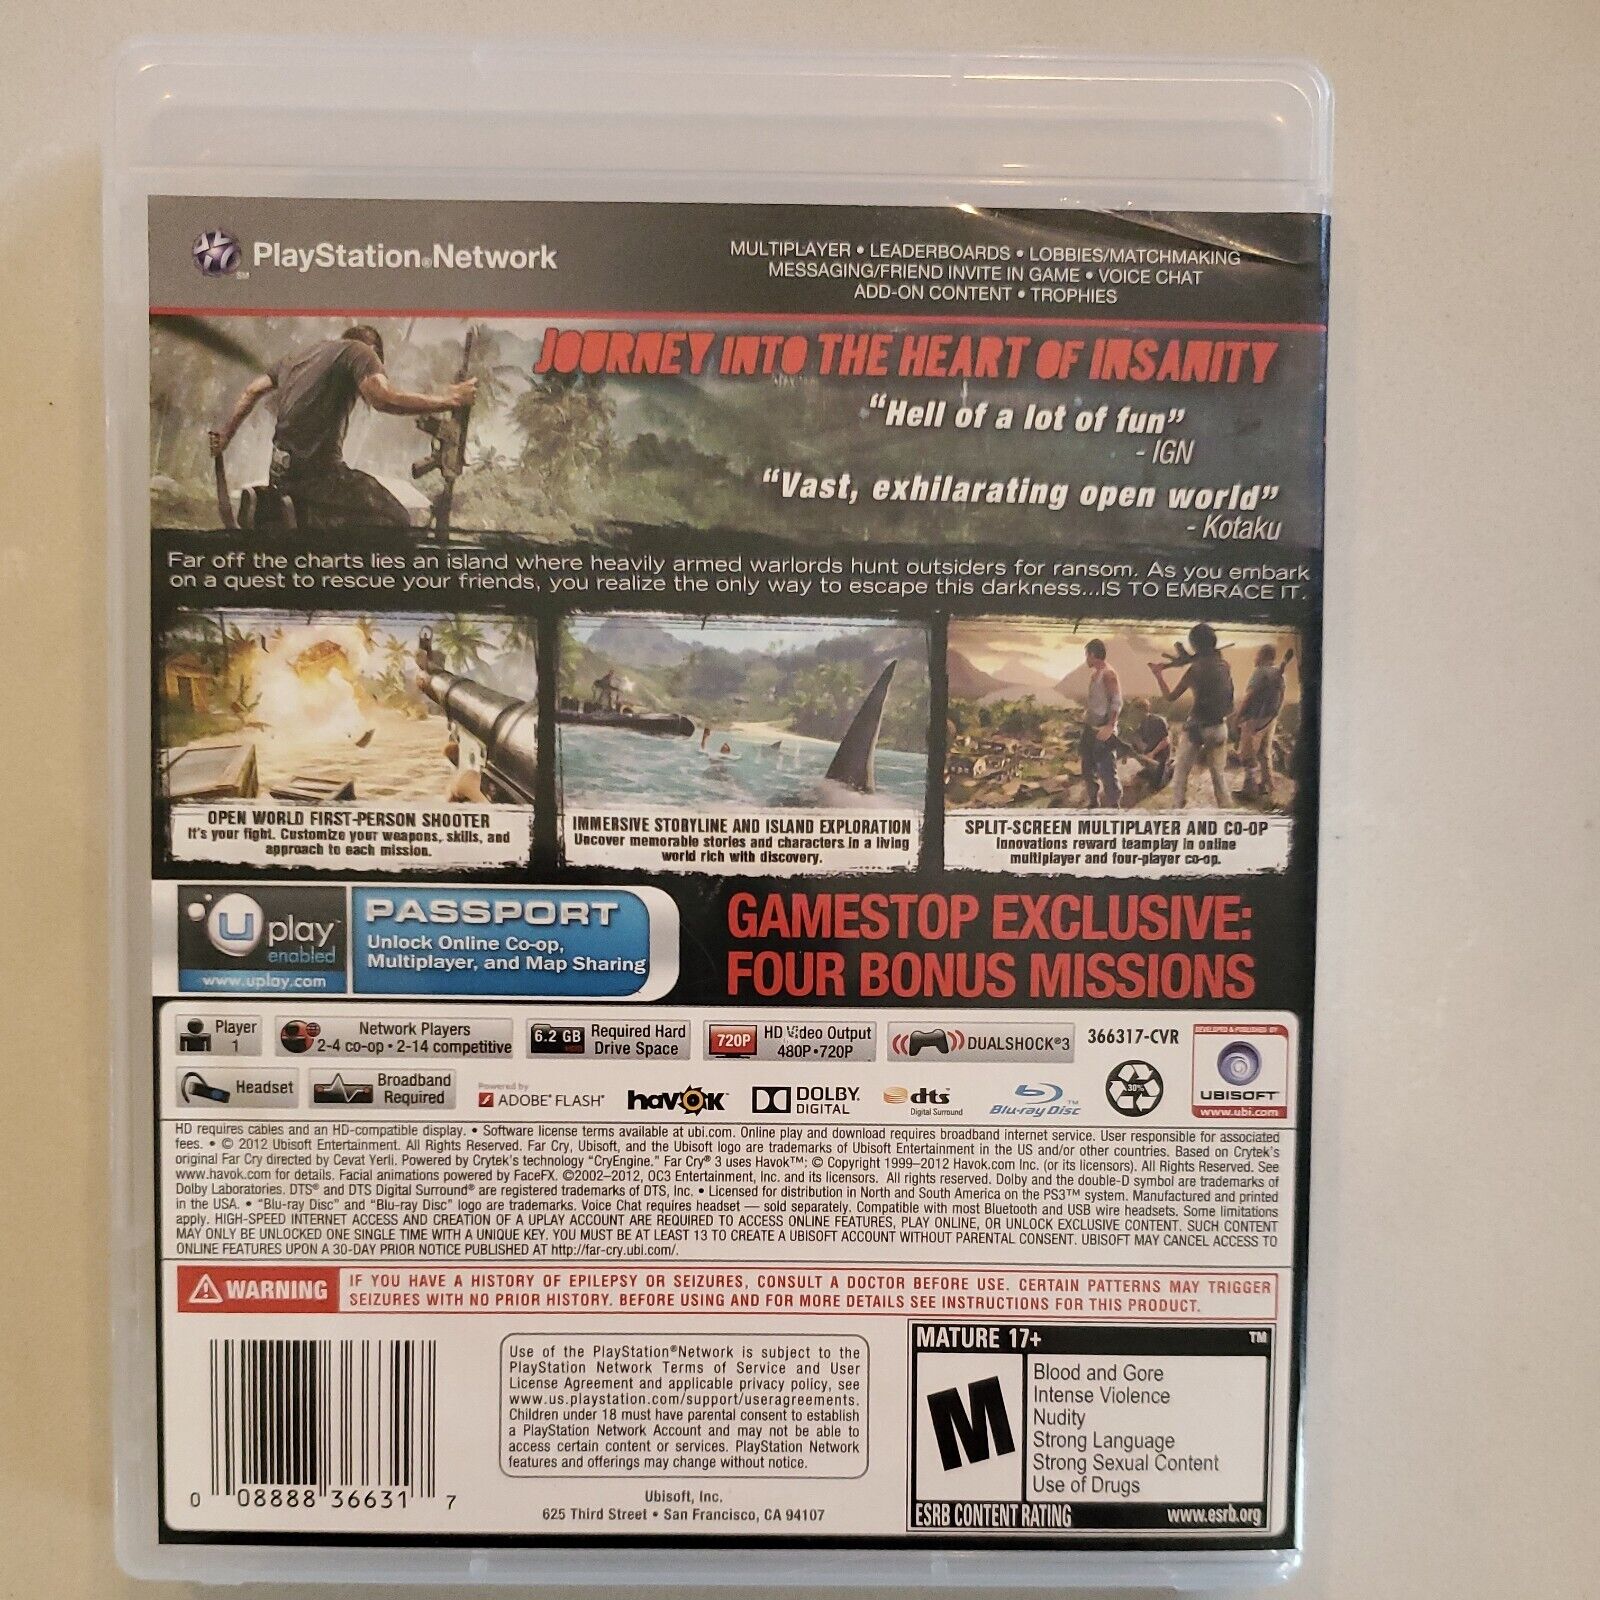 PlayStation®Network
SM
MULTIPLAYER • LEADERBOARDS • LOBBIES/MATCHMAKING
MESSAGING/FRIEND INVITE IN GAME • VOICE CHAT
ADD-ON CONTENT • TROPHIES
JOURNEY INTO THE HEART OF INSANITY
"Hell of a lot of fun"
- IGN
"Vast, exhilarating open world"
- Kotaku
Far off the charts lies an island where heavily armed warlords hunt outsiders for ransom. As you embark
on a quest to rescue your friends, you realize the only way to escape this darkness...IS TO EMBRACE IT.
OPEN WORLD FIRST-PERSON SHOOTER
It's your fight. Customize your weapons, skills, and
approach to each mission.
IMMERSIVE STORYLINE AND ISLAND EXPLORATION
Uncover memorable stories and characters in a living
world rich with discovery.
SPLIT-SCREEN MULTIPLAYER AND CO-OP
Innovations reward teamplay in online
multiplayer and four-player co-op.
U play™
enabled
www.uplay.com
PASSPORT
Unlock Online Co-op,
Multiplayer, and Map Sharing
GAMESTOP EXCLUSIVE:
FOUR BONUS MISSIONS
Player
1
Network Players
2-4 co-op • 2-14 competitive
6.2 GB
Required Hard
Drive Space
720P
HD Video Output
480P•720P
DUALSHOCK®3
366317-CVR
DEVELOPED & PUBLISHED BY
UBISOFT
www.ubi.com
Headset
Broadband
Required
Powered by
ADOBE® FLASH®
havok
DOLBY
DIGITAL
dts
Digital Surround
Blu-ray Disc™
30%
HD requires cables and an HD-compatible display. • Software license terms available at ubi.com. Online play and download requires broadband internet service. User responsible for associated
fees. • © 2012 Ubisoft Entertainment. All Rights Reserved. Far Cry, Ubisoft, and the Ubisoft logo are trademarks of Ubisoft Entertainment in the US and/or other countries. Based on Crytek's
original Far Cry directed by Cevat Yerli. Powered by Crytek's technology "CryEngine." Far Cry® 3 uses Havok™: © Copyright 1999–2012 Havok.com Inc. (or its licensors). All Rights Reserved. See
www.havok.com for details. Facial animations powered by FaceFX. ©2002–2012, OC3 Entertainment, Inc. and its licensors. All rights reserved. Dolby and the double-D symbol are trademarks of
Dolby Laboratories. DTS® and DTS Digital Surround® are registered trademarks of DTS, Inc. • Licensed for distribution in North and South America on the PS3™ system. Manufactured and printed
in the USA. • "Blu-ray Disc" and "Blu-ray Disc" logo are trademarks. Voice Chat requires headset — sold separately. Compatible with most Bluetooth and USB wire headsets. Some limitations
apply. HIGH-SPEED INTERNET ACCESS AND CREATION OF A UPLAY ACCOUNT ARE REQUIRED TO ACCESS ONLINE FEATURES, PLAY ONLINE, OR UNLOCK EXCLUSIVE CONTENT. SUCH CONTENT
MAY ONLY BE UNLOCKED ONE SINGLE TIME WITH A UNIQUE KEY. YOU MUST BE AT LEAST 13 TO CREATE A UBISOFT ACCOUNT WITHOUT PARENTAL CONSENT. UBISOFT MAY CANCEL ACCESS TO
ONLINE FEATURES UPON A 30-DAY PRIOR NOTICE PUBLISHED AT http://far-cry.ubi.com/.
WARNING
IF YOU HAVE A HISTORY OF EPILEPSY OR SEIZURES, CONSULT A DOCTOR BEFORE USE. CERTAIN PATTERNS MAY TRIGGER
SEIZURES WITH NO PRIOR HISTORY. BEFORE USING AND FOR MORE DETAILS SEE INSTRUCTIONS FOR THIS PRODUCT.
0 08888 36631 7
Use of the PlayStation®Network is subject to the
PlayStation Network Terms of Service and User
License Agreement and applicable privacy policy, see
www.us.playstation.com/support/useragreements.
Children under 18 must have parental consent to establish
a PlayStation Network Account and may not be able to
access certain content or services. PlayStation Network
features and offerings may change without notice.
Ubisoft, Inc.
625 Third Street • San Francisco, CA 94107
MATURE 17+
TM
M
Blood and Gore
Intense Violence
Nudity
Strong Language
Strong Sexual Content
Use of Drugs
ESRB CONTENT RATING
www.esrb.org